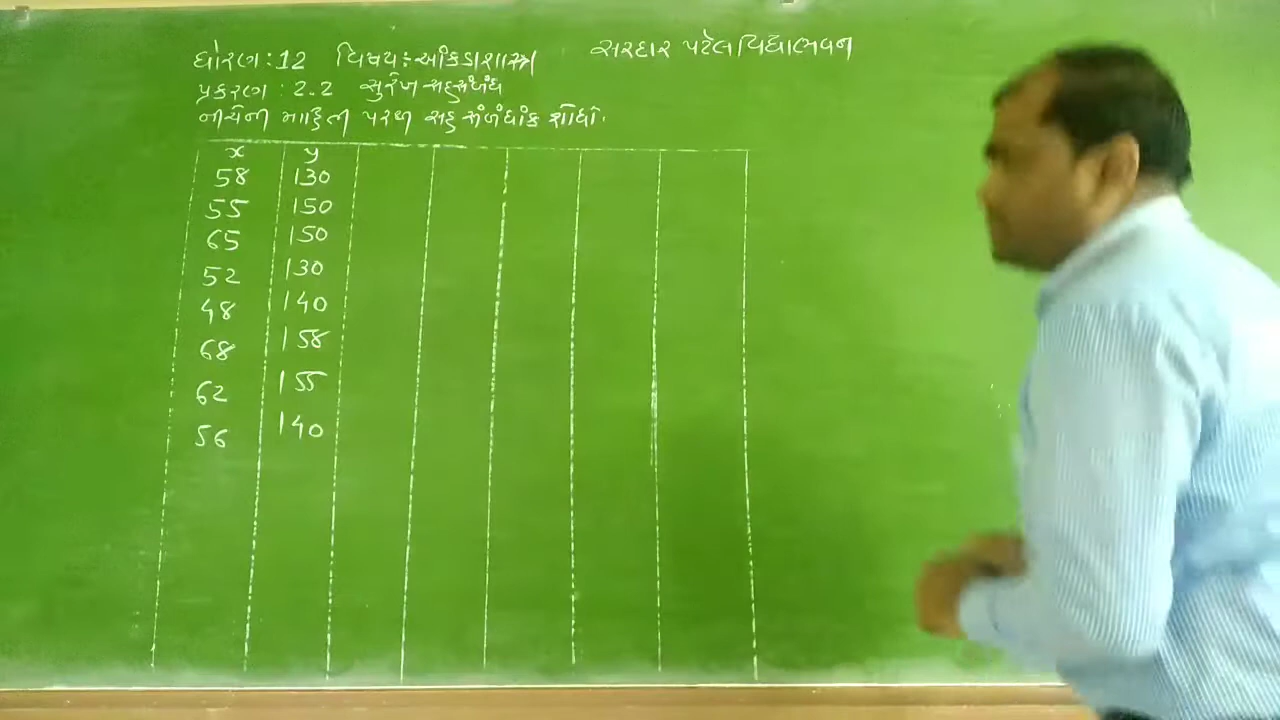 ધોરણ : 12 વિષય : આંકડાશાસ્ત્ર સરદાર પટેલ વિદ્યાભવન
પ્રકરણ : 2.2 સુરેખ સહસંબંધ
નીચેની માહિતી પરથી સહસંબંધાંક શોધો.
x y
58 130
55 150
65 150
52 130
48 140
68 158
62 155
56 140